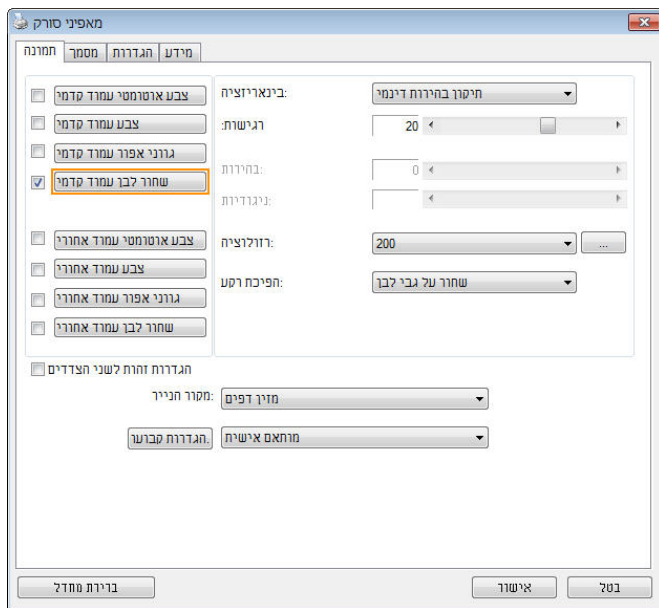 מאפיני סורק
תמונה מסמך הגדרות מידע
צבע אוטומטי עמוד קדמי
צבע עמוד קדמי
גווני אפור עמוד קדמי
שחור לבן עמוד קדמי
צבע אוטומטי עמוד אחורי
צבע עמוד אחורי
גווני אפור עמוד אחורי
שחור לבן עמוד אחורי
בינאריזציה: תיקון בהירות דינמי
רגישות: 20
בהירות: 0
ניגודיות:
רזולוציה: 200 ...
הפיכת רקע: שחור על גבי לבן
הגדרות זהות לשני הצדדים
מקור הנייר: מזין דפים
הגדרות קבועו. מותאם אישית
ברירת מחדל אישור בטל